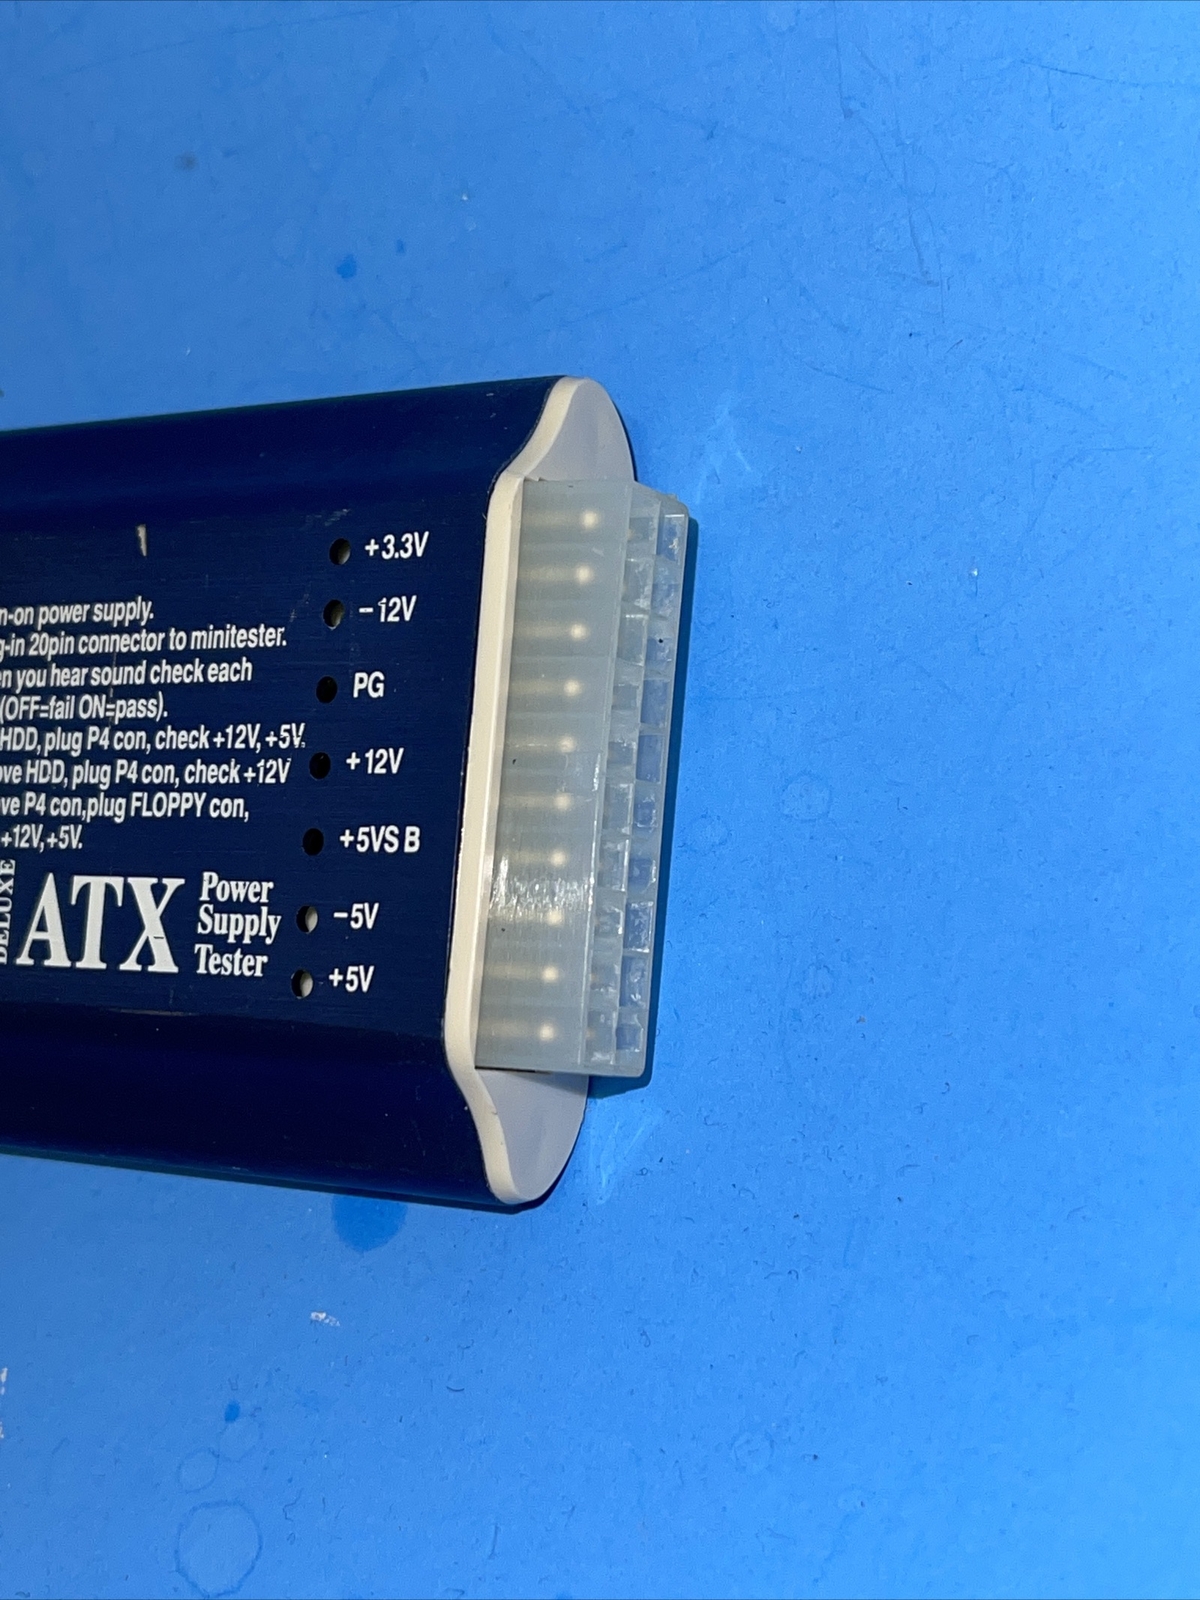 +3.3V
-12V
PG
+12V
+5VS B
-5V
+5V
n-on power supply.
g-in 20pin connector to minitester.
en you hear sound check each
(OFF=fail ON=pass).
HDD, plug P4 con, check +12V, +5V.
ove HDD, plug P4 con, check +12V
ve P4 con,plug FLOPPY con,
+12V,+5V.
DELUXE
ATX
Power
Supply
Tester